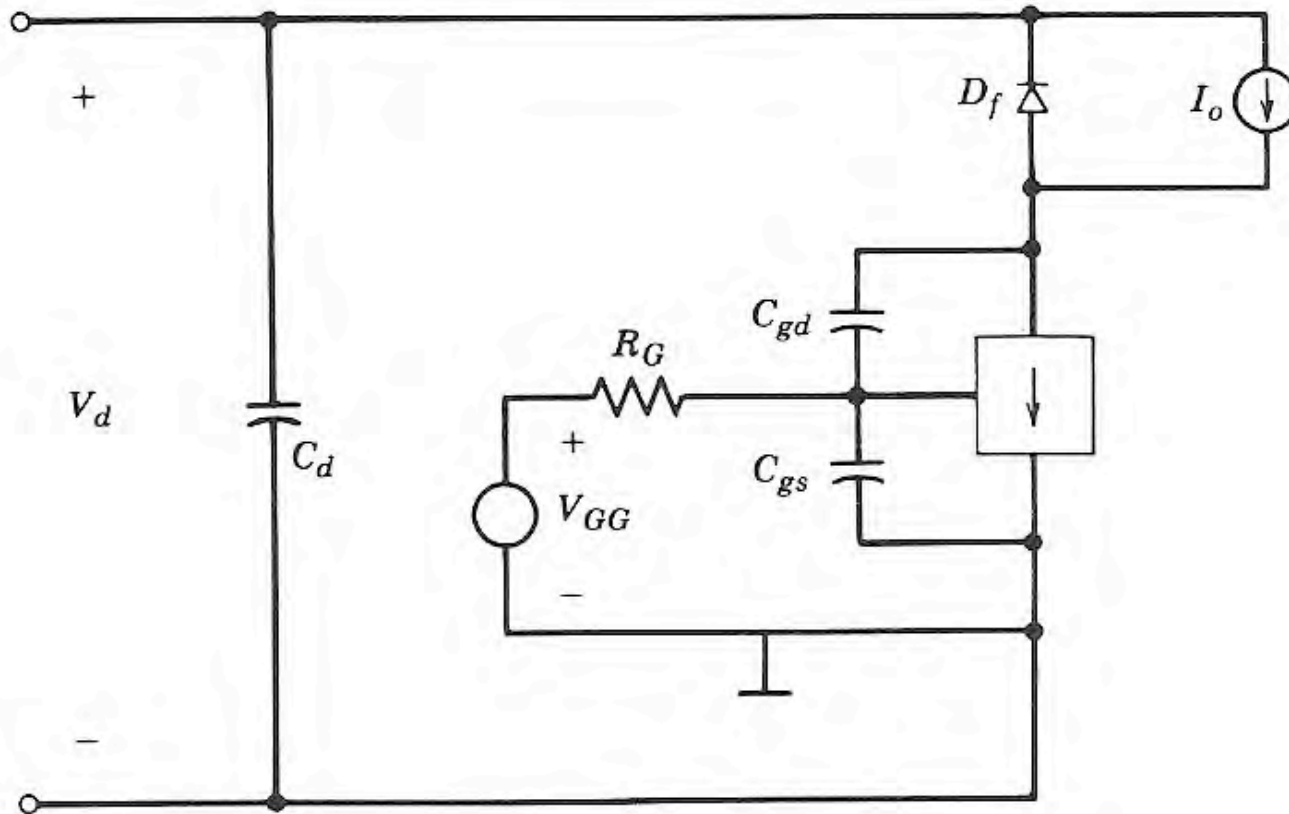 +
D_f
I_o
C_gd
R_G
V_d
C_d
+
C_gs
V_GG
−
−